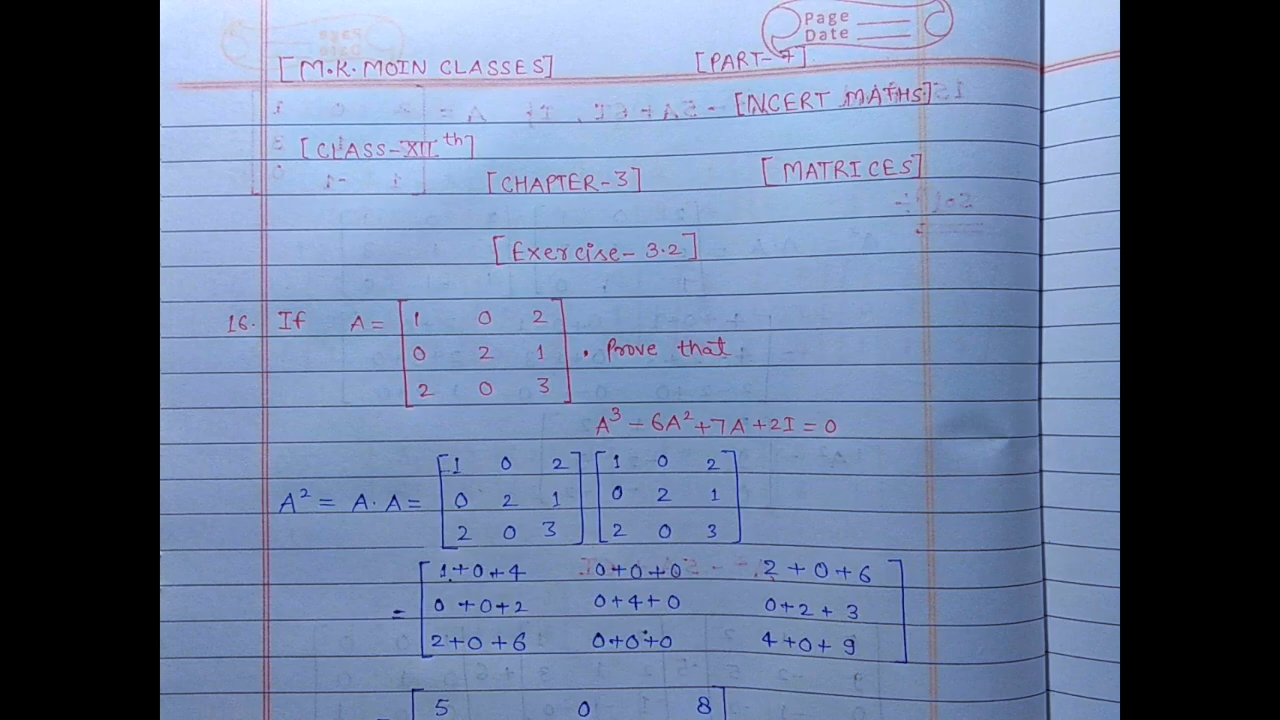 Page
Date
[M.K. MOIN CLASSES] [PART-7]
[NCERT MATHS]
[CLASS-XII th]
[CHAPTER-3] [MATRICES]
[Exercise- 3.2]
16. If A = [1 0 2
0 2 1 . Prove that
2 0 3]
A³ - 6A² + 7A + 2I = 0
[1 0 2] [1 0 2]
A² = A. A = 0 2 1 0 2 1
[2 0 3] [2 0 3]
[1+0+4 0+0+0 2+0+6]
= 0+0+2 0+4+0 0+2+3
[2+0+6 0+0+0 4+0+9]
[5 0 8]